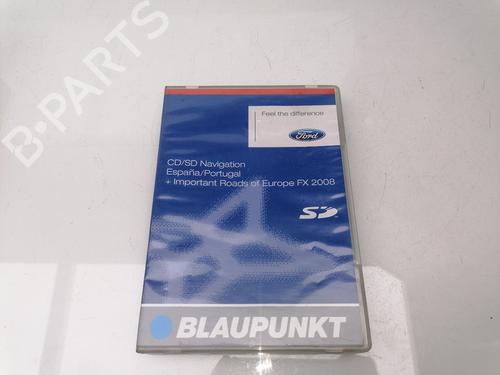 Feel the difference
Ford
CD/SD Navigation
España/Portugal
+ Important Roads of Europe FX 2008
SD
BLAUPUNKT
B-PARTS